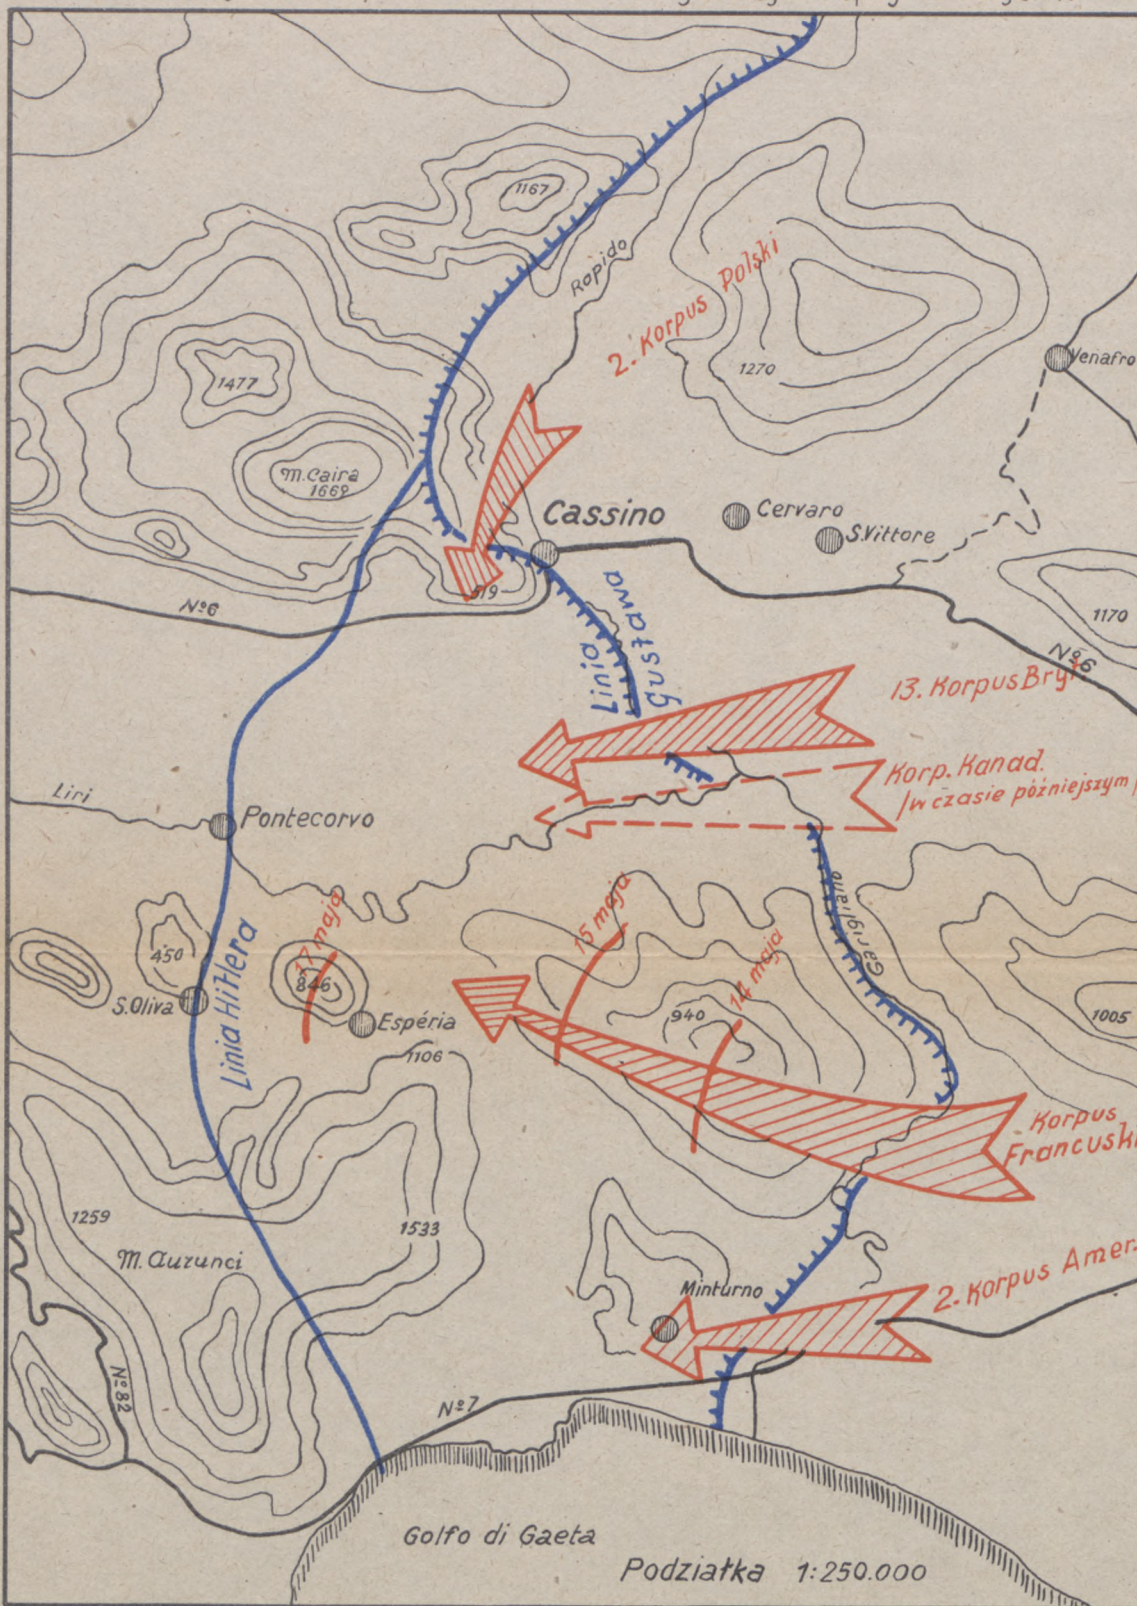 1167
Rapido
2. Korpus Polski
1270
Venafro
1477
M. Caira
1669
Cassino
Cervaro
S. Vittore
519
Nº6
1170
Nº6
Linia
Gustawa
13. Korpus Bryt.
Korp. Kanad.
/w czasie późniejszym/
Liri
Pontecorvo
Garigliano
17 maja
15 maja
14 maja
450
846
S. Oliva
Linia Hitlera
Espéria
940
1005
1106
Korpus
Francuski
1259
1533
M. Aurunci
Minturno
2. Korpus Amer.
Nº82
Nº7
Golfo di Gaeta
Podziałka 1:250.000